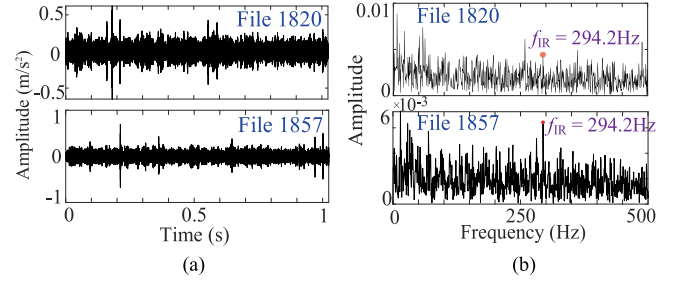 0.5
0
-0.5
File 1820
1
0
-1
File 1857
Amplitude (m/s²)
0
0.5
1
Time (s)
(a)
0.01
0
File 1820
fIR = 294.2Hz
×10⁻³
6
0
File 1857
fIR = 294.2Hz
Amplitude
0
250
500
Frequency (Hz)
(b)